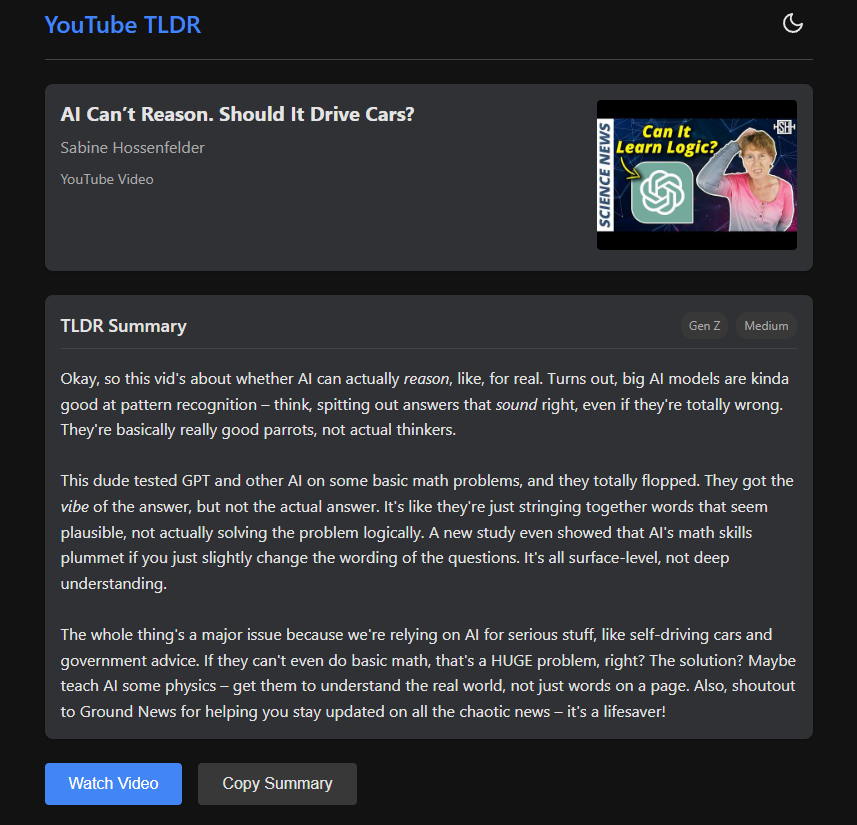 YouTube TLDR
AI Can’t Reason. Should It Drive Cars?
Sabine Hossenfelder
YouTube Video
SCIENCE NEWS
Can It
Learn Logic?
SH
TLDR Summary
Gen Z
Medium
Okay, so this vid's about whether AI can actually reason, like, for real. Turns out, big AI models are kinda
good at pattern recognition – think, spitting out answers that sound right, even if they're totally wrong.
They're basically really good parrots, not actual thinkers.
This dude tested GPT and other AI on some basic math problems, and they totally flopped. They got the
vibe of the answer, but not the actual answer. It's like they're just stringing together words that seem
plausible, not actually solving the problem logically. A new study even showed that AI's math skills
plummet if you just slightly change the wording of the questions. It's all surface-level, not deep
understanding.
The whole thing's a major issue because we're relying on AI for serious stuff, like self-driving cars and
government advice. If they can't even do basic math, that's a HUGE problem, right? The solution? Maybe
teach AI some physics – get them to understand the real world, not just words on a page. Also, shoutout
to Ground News for helping you stay updated on all the chaotic news – it's a lifesaver!
Watch Video
Copy Summary